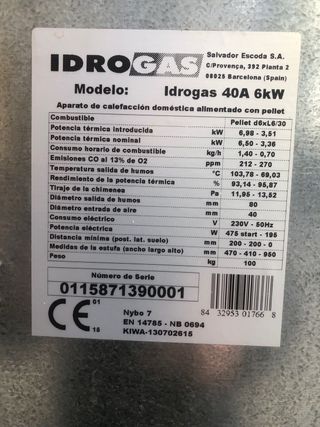 IDROGAS
Salvador Escoda S.A.
C/Provença, 392 Planta 2
08025 Barcelona (Spain)
Modelo: Idrogas 40A 6kW
Aparato de calefacción doméstica alimentado con pellet
Combustible Pellet d6xL6/30
Potencia térmica introducida kW 6,98 - 3,51
Potencia térmica nominal kW 6,50 - 3,36
Consumo horario de combustible kg/h 1,40 - 0,70
Emisiones CO al 13% de O2 ppm 212 - 270
Temperatura salida de humos °C 103,78 - 69,03
Rendimiento de la potencia térmica % 93,14 - 95,87
Tiraje de la chimenea Pa 11,95 - 13,52
Diámetro salida de humos mm 80
Diámetro entrada de aire mm 40
Consumo eléctrico V 230V - 50Hz
Potencia eléctrica W 475 start - 195
Distancia mínima (post. lat. suelo) mm 200 - 200 - 0
Medidas de la estufa (ancho largo alto) mm 470 - 410 - 950
Peso kg 100
Número de Serie
0115871390001
CE 01
15
Nybo 7
EN 14785 - NB 0694
KIWA-130702615
8 432953 017668